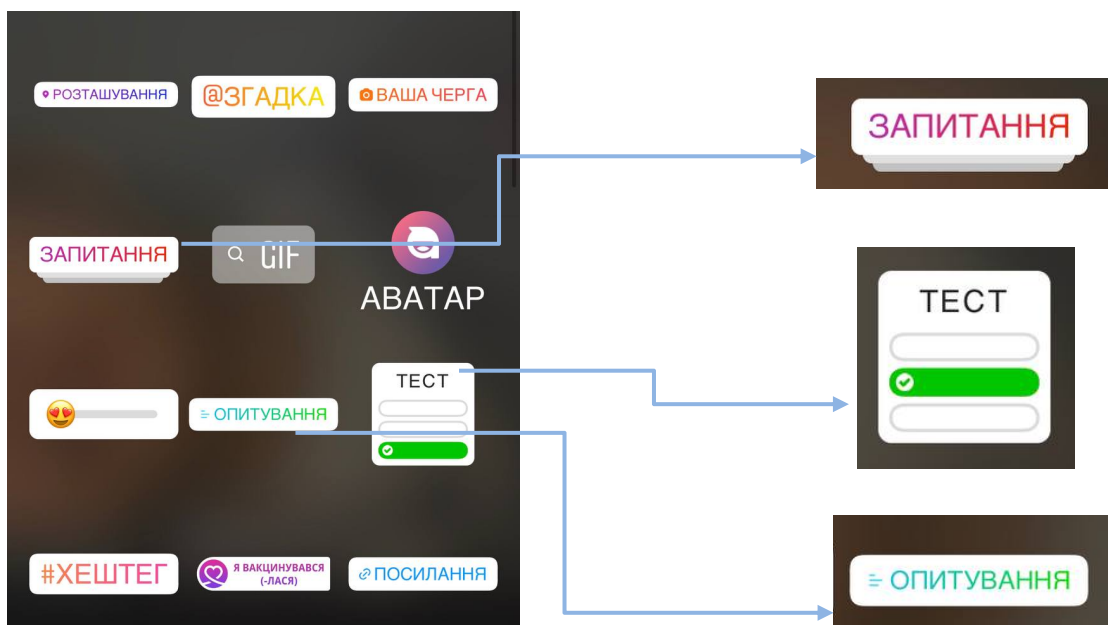 РОЗТАШУВАННЯ
@ЗГАДКА
ВАША ЧЕРГА
ЗАПИТАННЯ
GIF
АВАТАР
ОПИТУВАННЯ
ТЕСТ
#ХЕШТЕГ
Я ВАКЦИНУВАВСЯ
(-ЛАСЯ)
ПОСИЛАННЯ
ЗАПИТАННЯ
ТЕСТ
ОПИТУВАННЯ